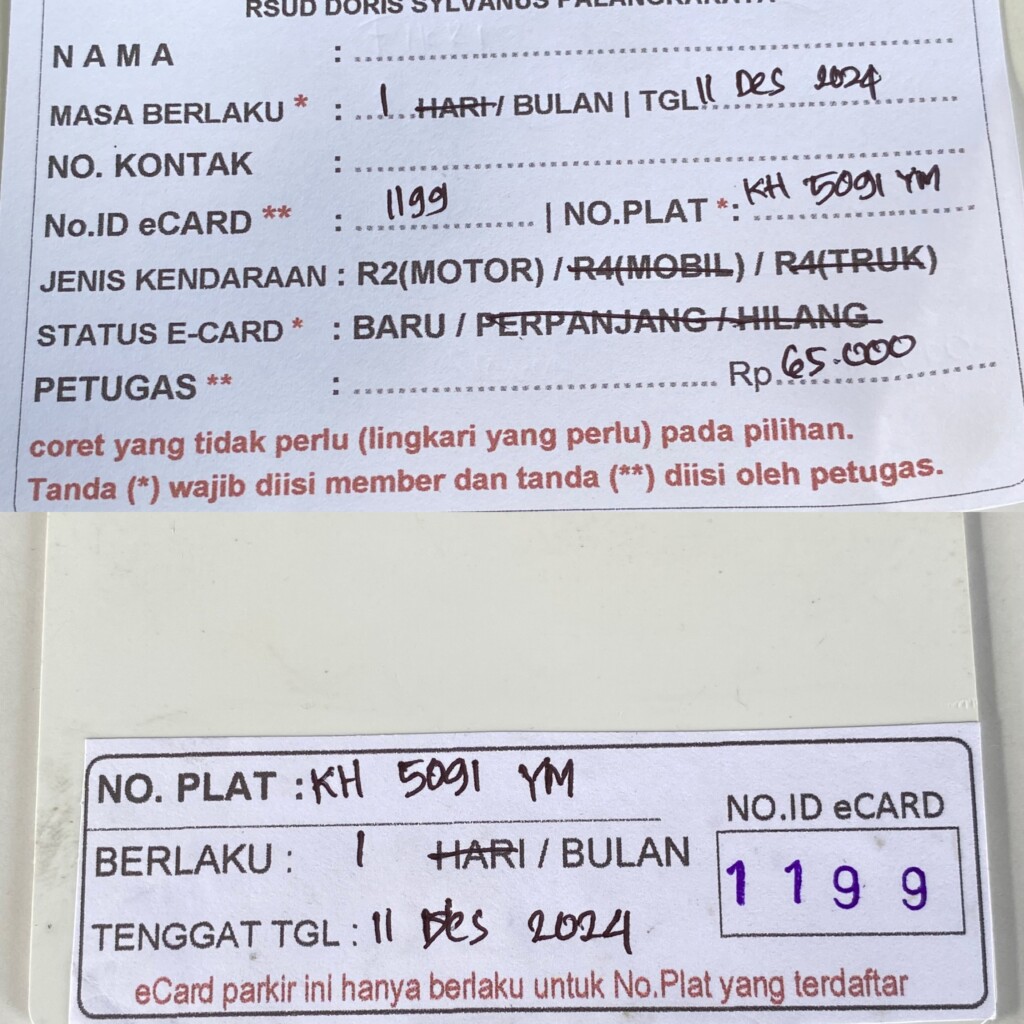 RSUD DORIS SYLVANUS PALANGKARAYA
NAMA : 
MASA BERLAKU * : 1 HARI / BULAN | TGL 11 Des 2024
NO. KONTAK :
No.ID eCARD ** : 1199 | NO.PLAT *: KH 5091 YM
JENIS KENDARAAN : R2(MOTOR) / R4(MOBIL) / R4(TRUK)
STATUS E-CARD * : BARU / PERPANJANG / HILANG
PETUGAS ** : Rp 65.000
coret yang tidak perlu (lingkari yang perlu) pada pilihan.
Tanda (*) wajib diisi member dan tanda (**) diisi oleh petugas.
NO. PLAT : KH 5091 YM
NO.ID eCARD
BERLAKU : 1 HARI / BULAN
1199
TENGGAT TGL : 11 Des 2024
eCard parkir ini hanya berlaku untuk No.Plat yang terdaftar